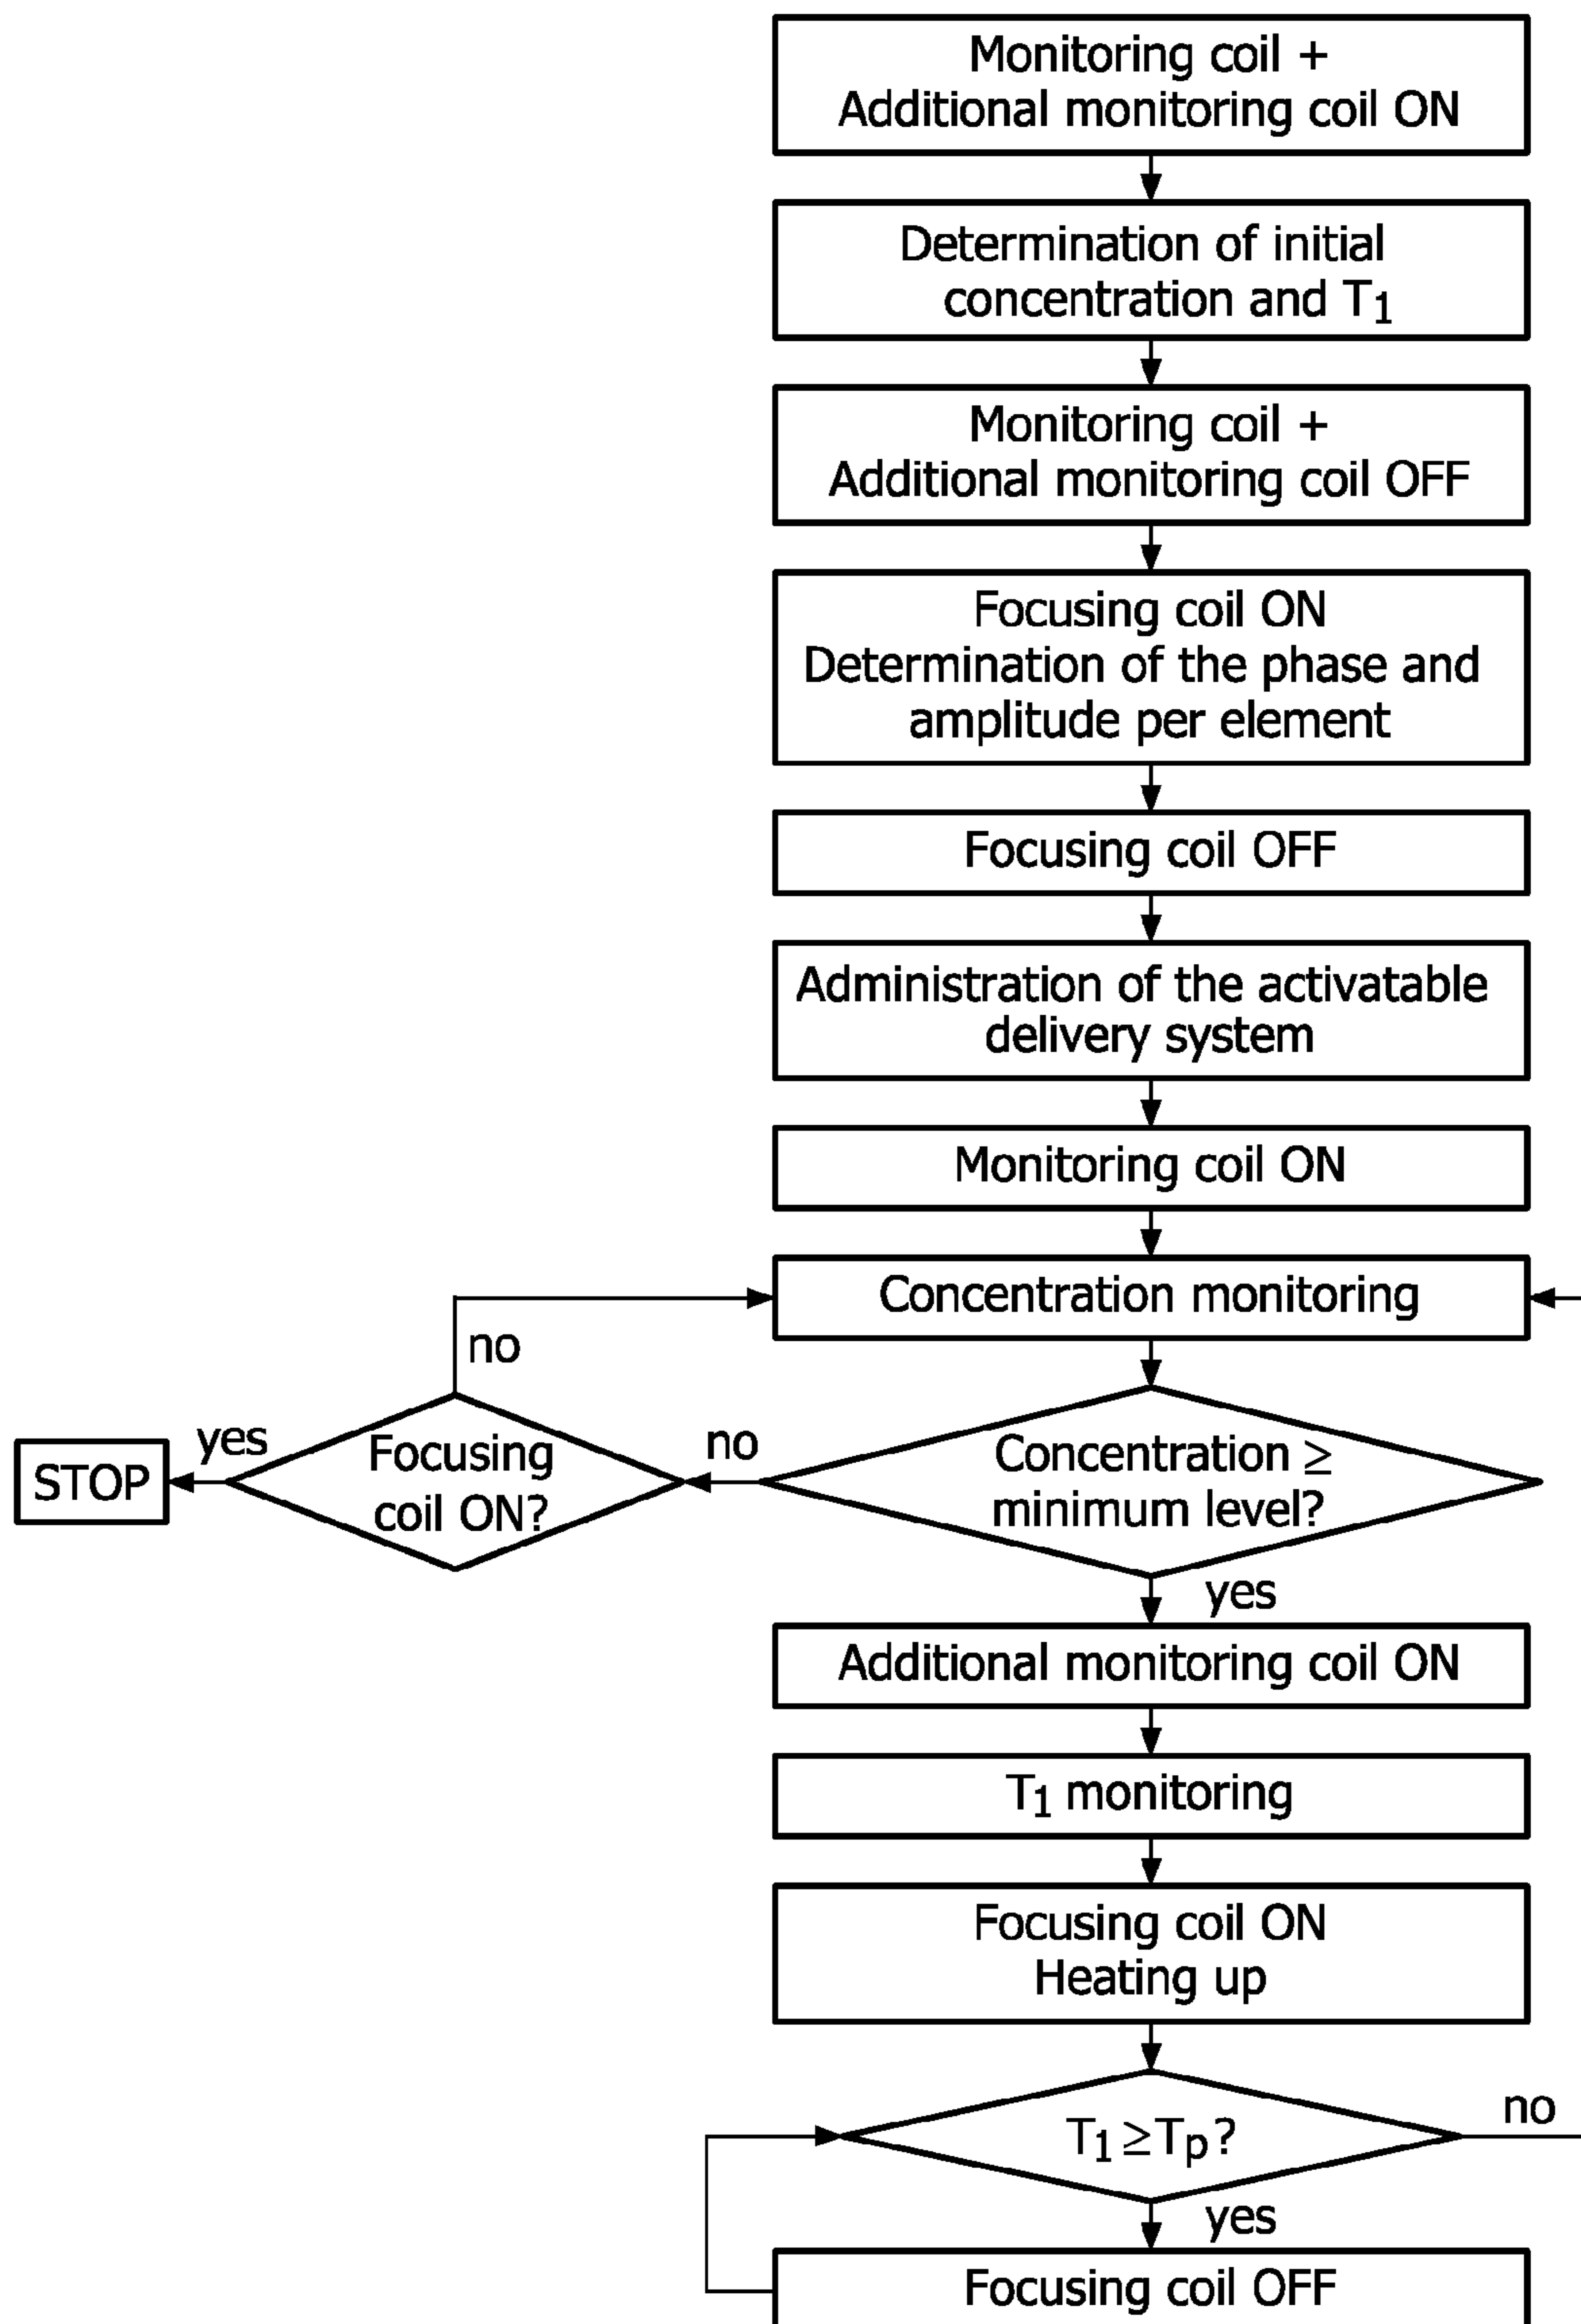 Monitoring coil +
Additional monitoring coil ON
Determination of initial
concentration and T₁
Monitoring coil +
Additional monitoring coil OFF
Focusing coil ON
Determination of the phase and
amplitude per element
Focusing coil OFF
Administration of the activatable
delivery system
Monitoring coil ON
Concentration monitoring
no
yes
STOP
Focusing
coil ON?
no
Concentration ≥
minimum level?
yes
Additional monitoring coil ON
T₁ monitoring
Focusing coil ON
Heating up
T₁ ≥Tₚ?
no
yes
Focusing coil OFF